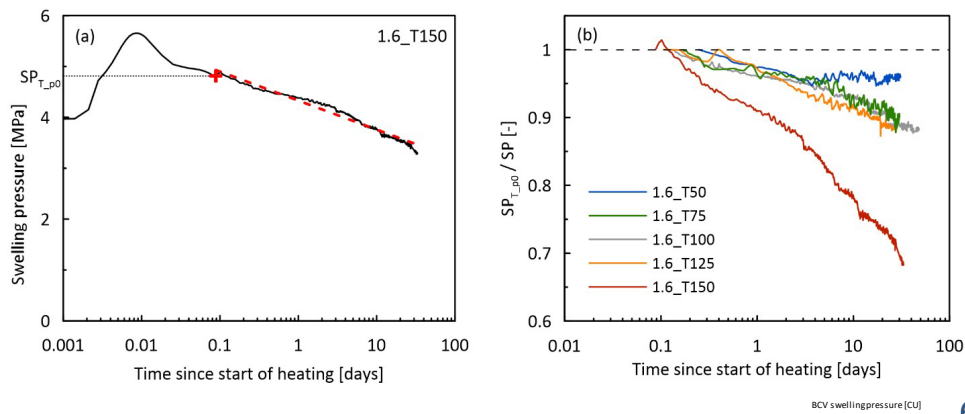 (a)
1.6_T150
6
SP_T_p0
4
2
0
Swelling pressure [MPa]
0.001
0.01
0.1
1
10
100
Time since start of heating [days]
(b)
1
0.9
0.8
0.7
0.6
SP_T_p0 / SP [-]
1.6_T50
1.6_T75
1.6_T100
1.6_T125
1.6_T150
0.01
0.1
1
10
100
Time since start of heating [days]
BCV swellingpressure [CU]